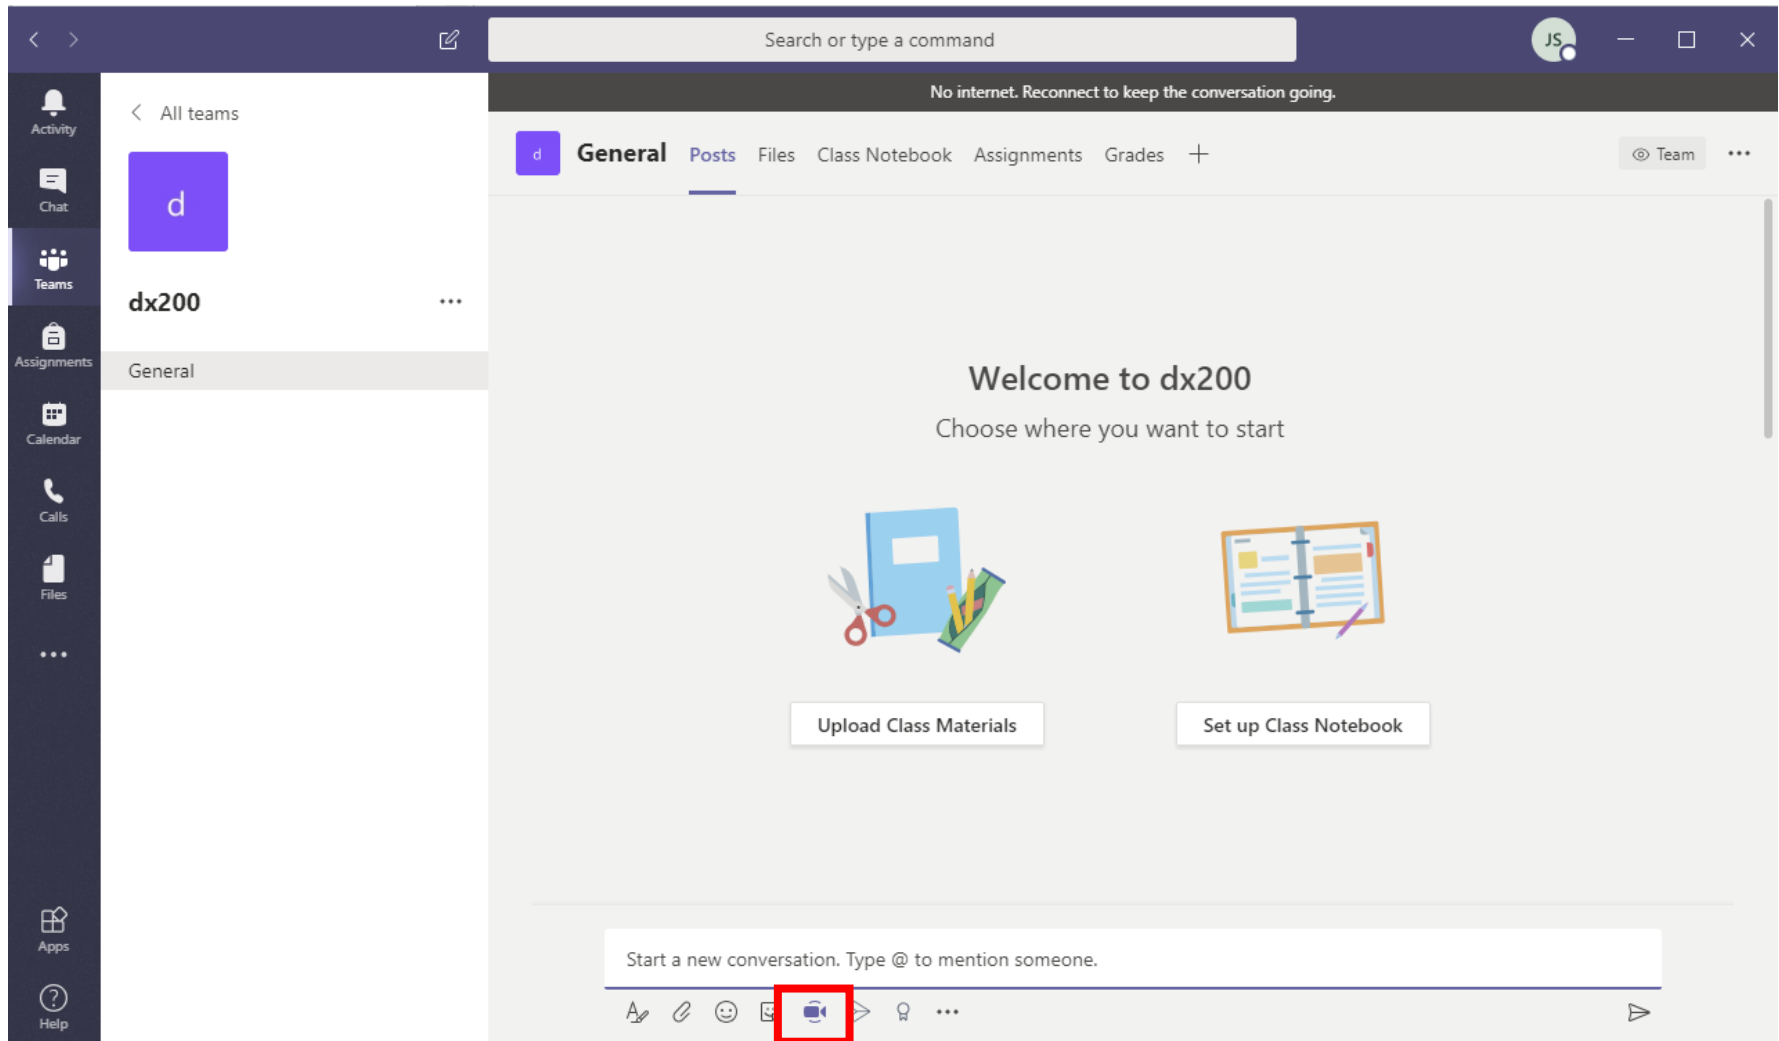 Search or type a command
JS
No internet. Reconnect to keep the conversation going.
Activity
Chat
Teams
Assignments
Calendar
Calls
Files
Apps
Help
All teams
d
dx200
General
d
General Posts Files Class Notebook Assignments Grades
Team
Welcome to dx200
Choose where you want to start
Upload Class Materials
Set up Class Notebook
Start a new conversation. Type @ to mention someone.